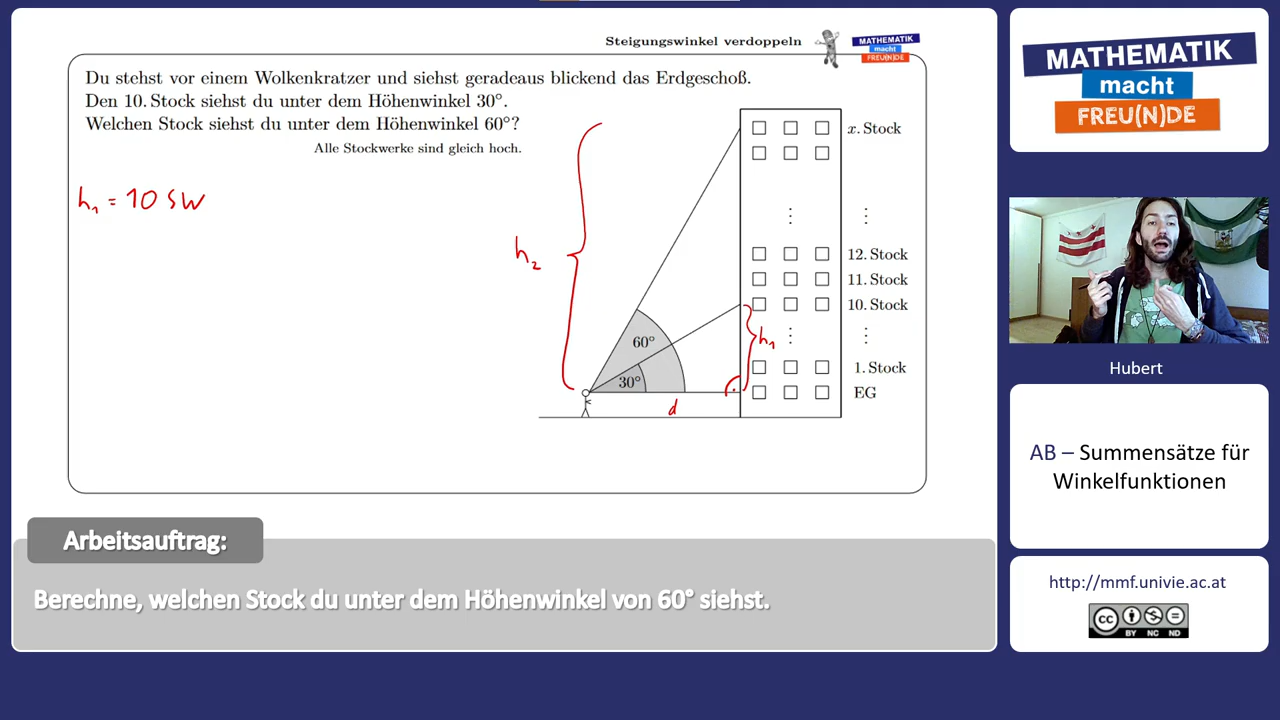 Steigungswinkel verdoppeln
MATHEMATIK
macht
FREU(N)DE
Du stehst vor einem Wolkenkratzer und siehst geradeaus blickend das Erdgeschoß.
Den 10. Stock siehst du unter dem Höhenwinkel 30°.
Welchen Stock siehst du unter dem Höhenwinkel 60°?
Alle Stockwerke sind gleich hoch.
h₁ = 10 SW
h₂
x. Stock
⋮ ⋮
12. Stock
11. Stock
10. Stock
h₁
⋮ ⋮
60°
30°
1. Stock
EG
d
Arbeitsauftrag:
Berechne, welchen Stock du unter dem Höhenwinkel von 60° siehst.
MATHEMATIK
macht
FREU(N)DE
Hubert
AB – Summensätze für
Winkelfunktionen
http://mmf.univie.ac.at
cc
BY NC ND